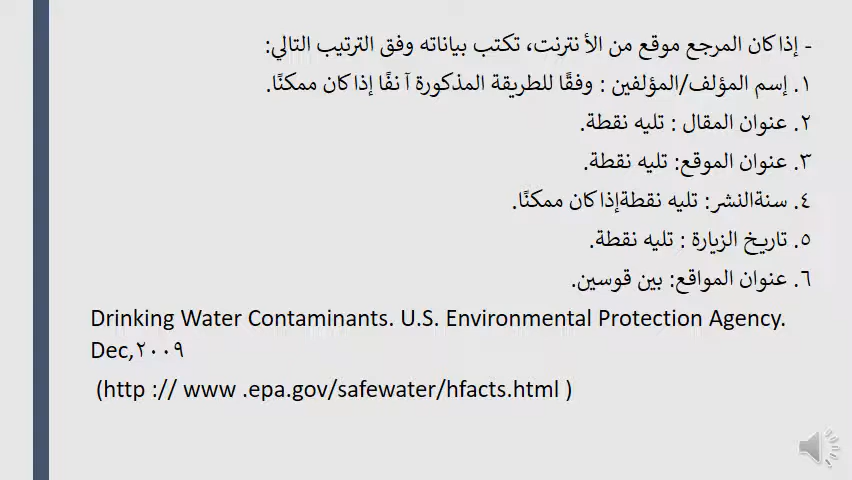 - إذا كان المرجع موقع من الأ نترنت، تكتب بياناته وفق الترتيب التالي:
١. إسم المؤلف/المؤلفين : وفقًا للطريقة المذكورة آ نفًا إذا كان ممكنًا.
٢. عنوان المقال : تليه نقطة.
٣. عنوان الموقع: تليه نقطة.
٤. سنةالنشر: تليه نقطةإذا كان ممكنًا.
٥. تاريخ الزيارة : تليه نقطة.
٦. عنوان المواقع: بين قوسين.
Drinking Water Contaminants. U.S. Environmental Protection Agency.
Dec,٢٠٠٩
(http :// www .epa.gov/safewater/hfacts.html )